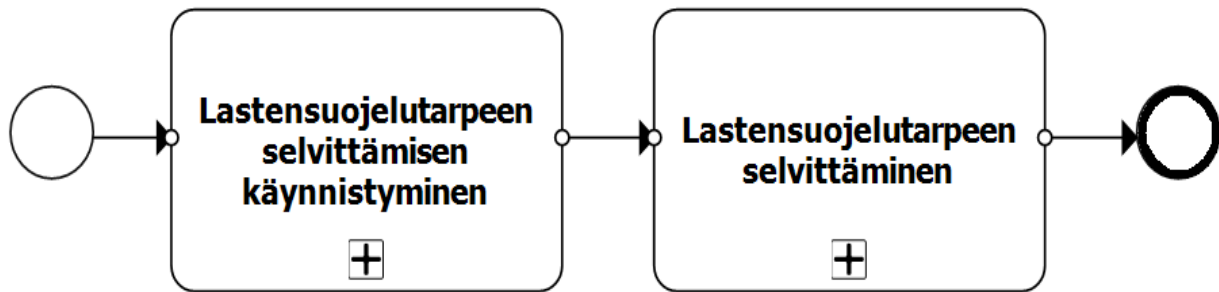 Lastensuojelutarpeen
selvittämisen
käynnistyminen
Lastensuojelutarpeen
selvittäminen